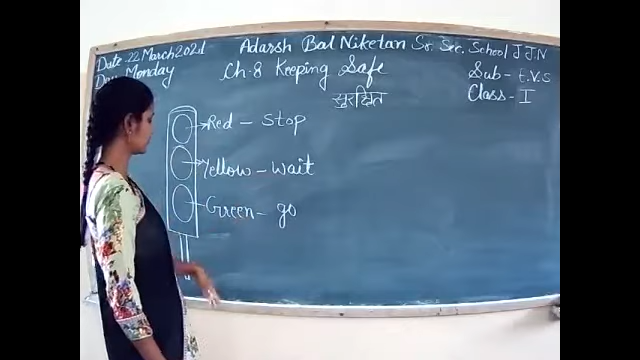 Adarsh Bal Niketan Sr. Sec. School JJN
Date 22 March 2021
Day Monday
Ch-8 Keeping Safe
सुरक्षित
Sub - E.V.S
Class - I
Red - Stop
Yellow - wait
Green - go